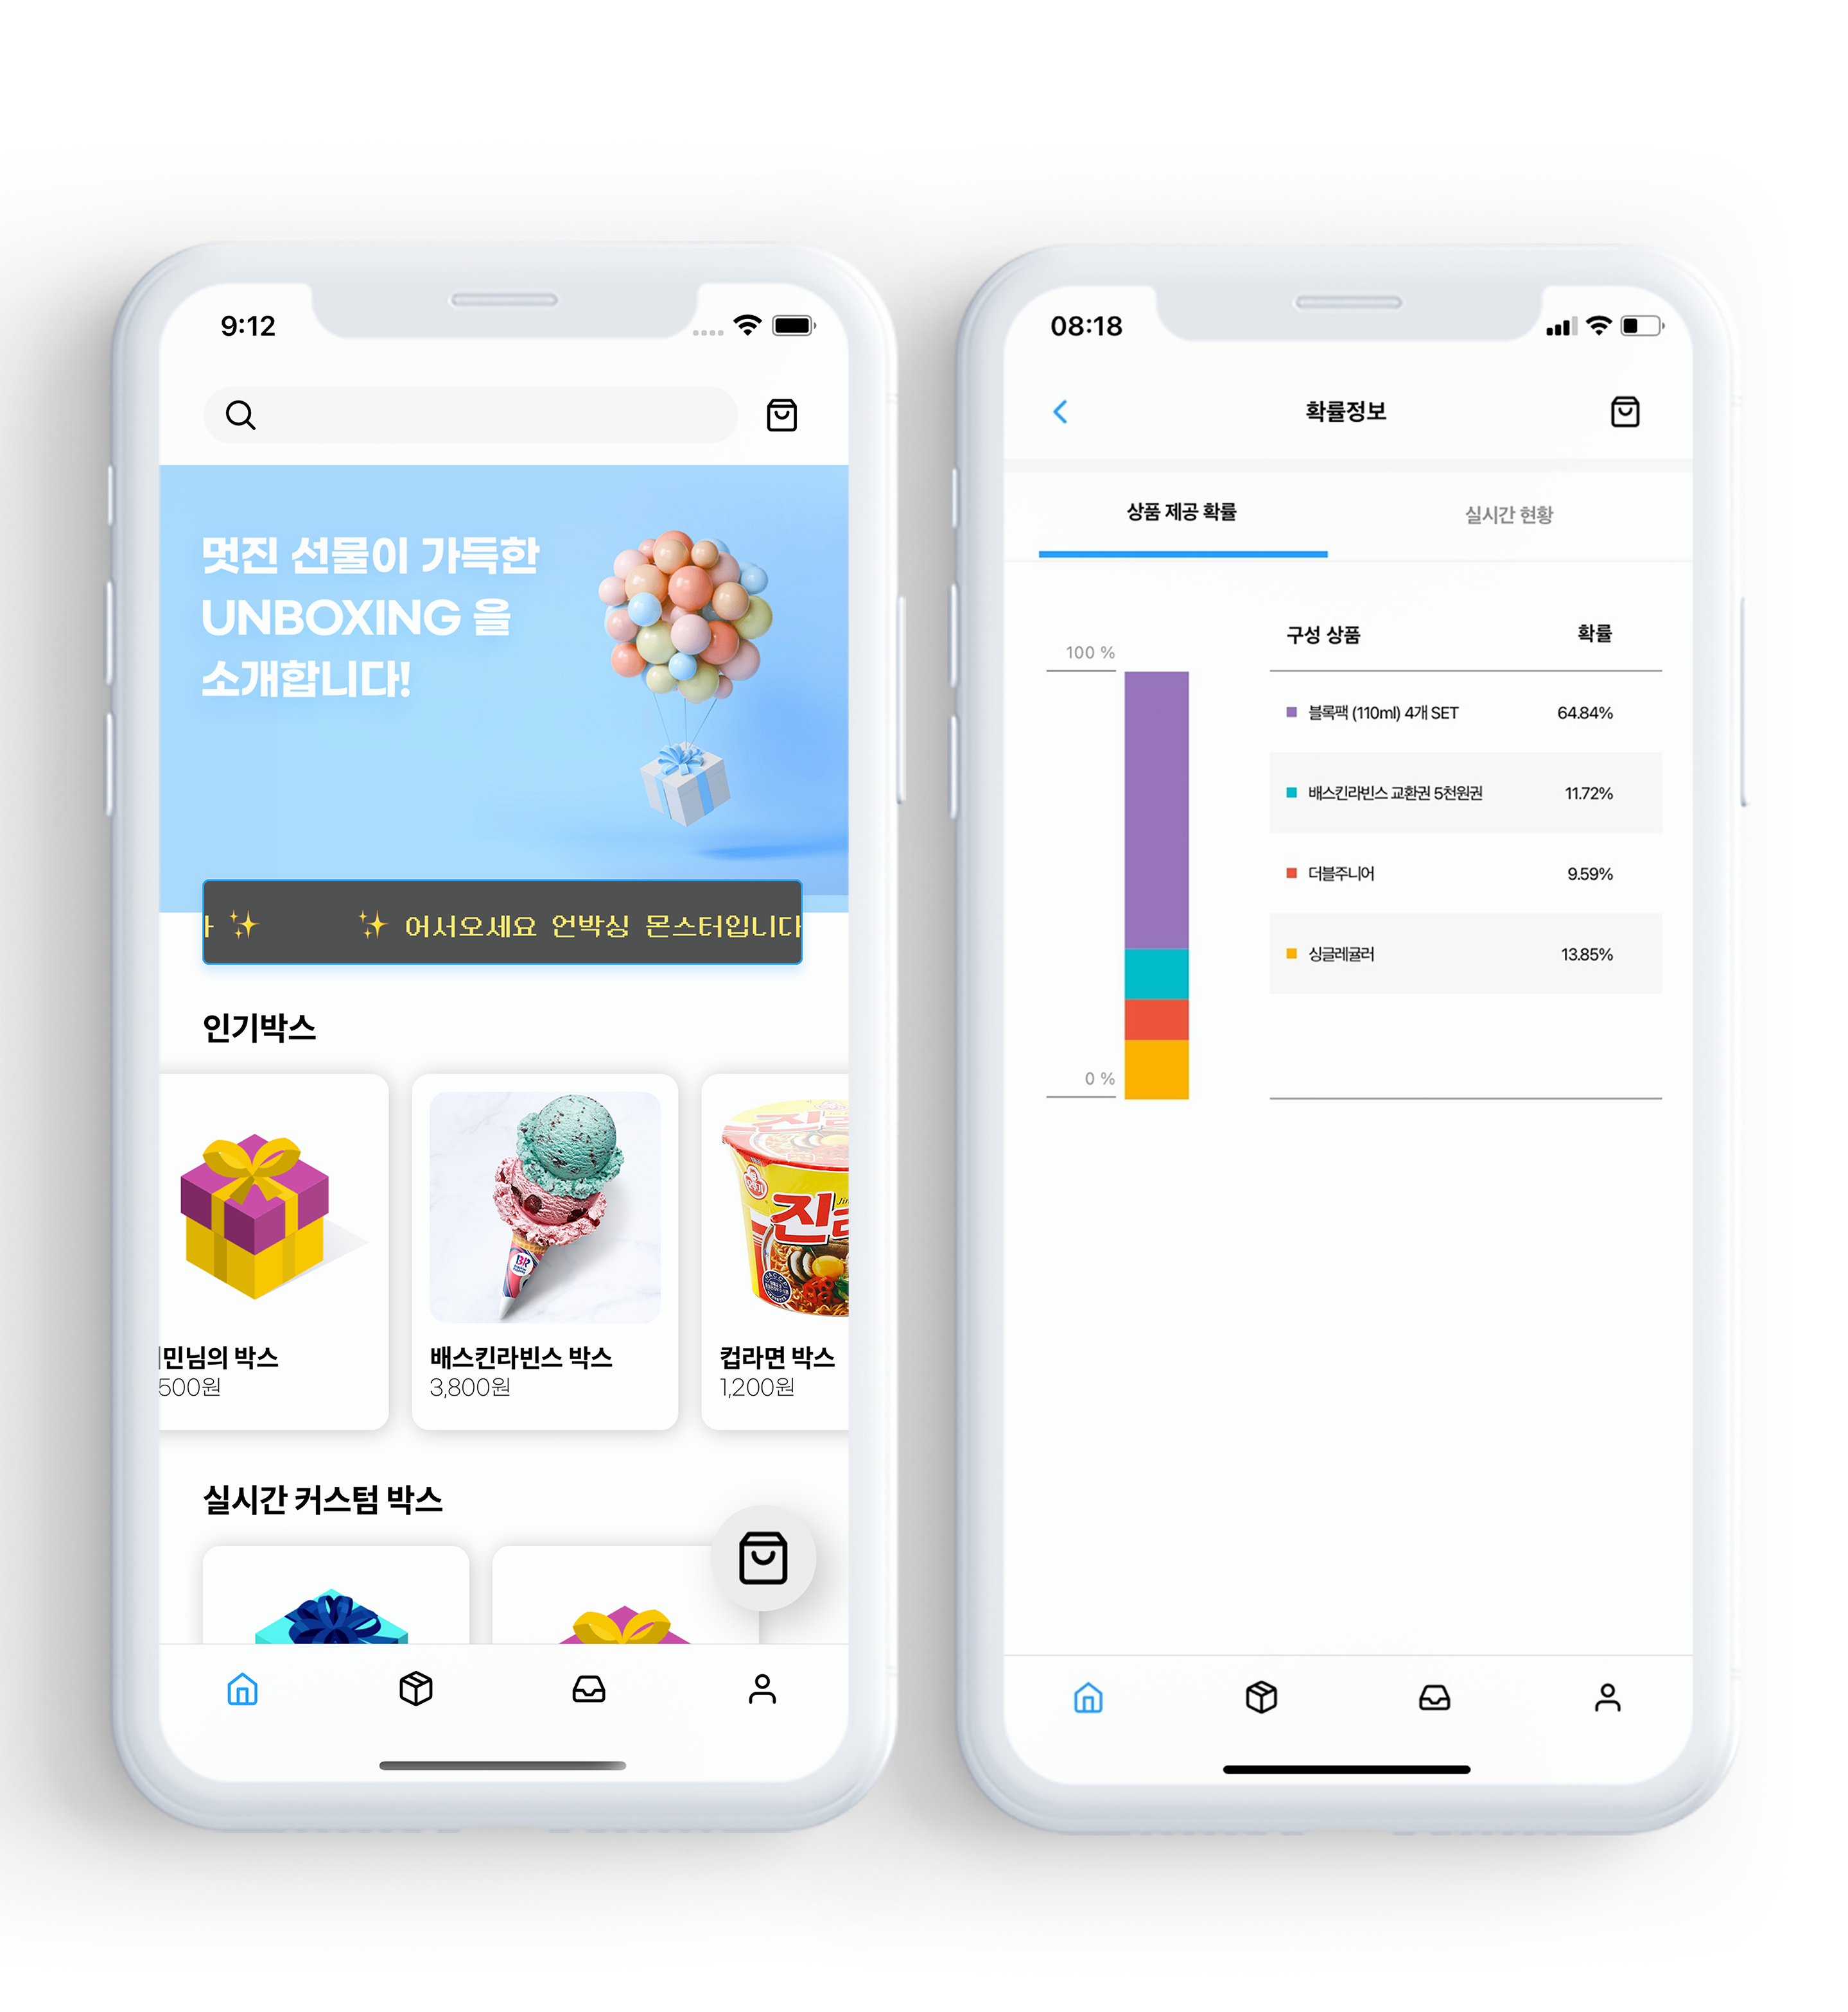 9:12
멋진 선물이 가득한
UNBOXING 을
소개합니다!
✨ ✨ 어서오세요 언박싱 몬스터입니다
인기박스
민님의 박스
500원
BR
배스킨라빈스 박스
3,800원
진라
컵라면 박스
1,200원
실시간 커스텀 박스
08:18
확률정보
상품 제공 확률
실시간 현황
100 %
0 %
구성 상품 확률
블록팩 (110ml) 4개 SET 64.84%
배스킨라빈스 교환권 5천원권 11.72%
더블주니어 9.59%
싱글레귤러 13.85%